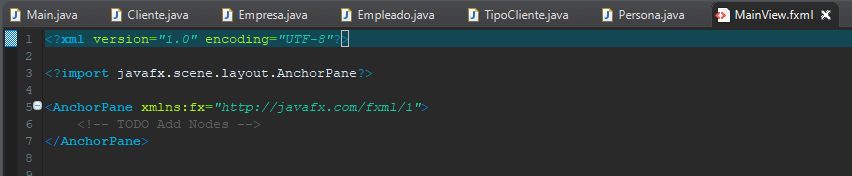 Main.java Cliente.java Empresa.java Empleado.java TipoCliente.java Persona.java MainView.fxml
1 <?xml version="1.0" encoding="UTF-8"?>
2
3 <?import javafx.scene.layout.AnchorPane?>
4
5 <AnchorPane xmlns:fx="http://javafx.com/fxml/1">
6 <!-- TODO Add Nodes -->
7 </AnchorPane>
8
9